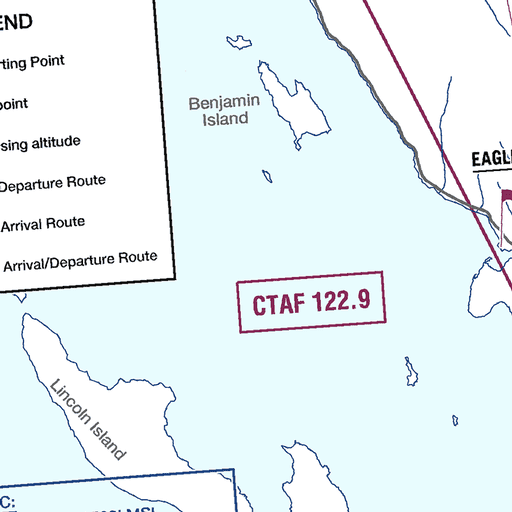 END
rting Point
point
sing altitude
Departure Route
Arrival Route
Arrival/Departure Route
Benjamin
Island
EAGL
CTAF 122.9
Lincoln Island
C: